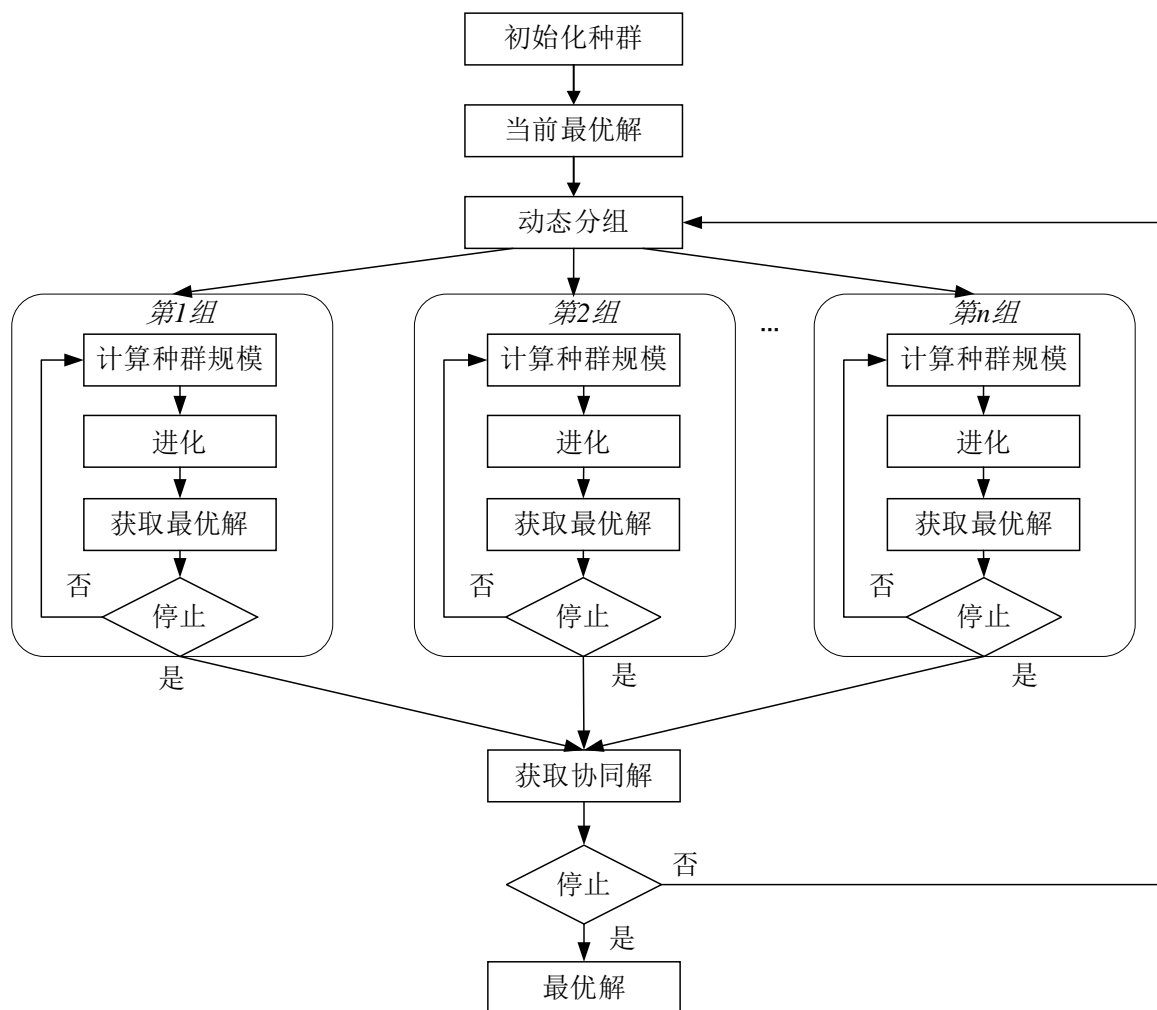 初始化种群
当前最优解
动态分组
第1组
计算种群规模
进化
获取最优解
否
停止
是
第2组
计算种群规模
进化
获取最优解
否
停止
是
...
第n组
计算种群规模
进化
获取最优解
否
停止
是
获取协同解
停止
否
是
最优解